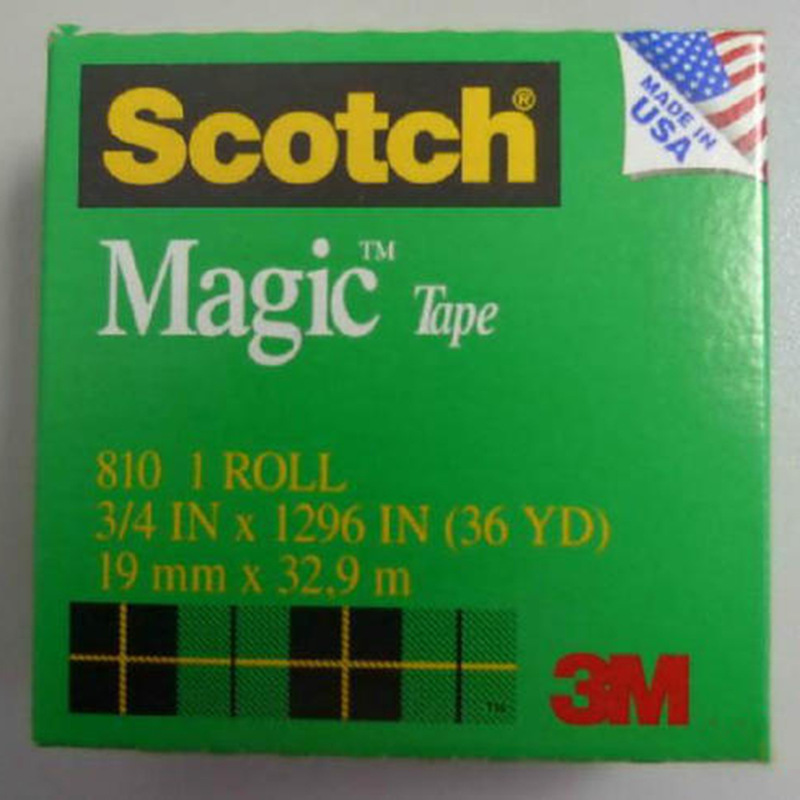 Scotch®
MADE IN
USA
Magic™ Tape
810 1 ROLL
3/4 IN x 1296 IN (36 YD)
19 mm x 32,9 m
TM
3M